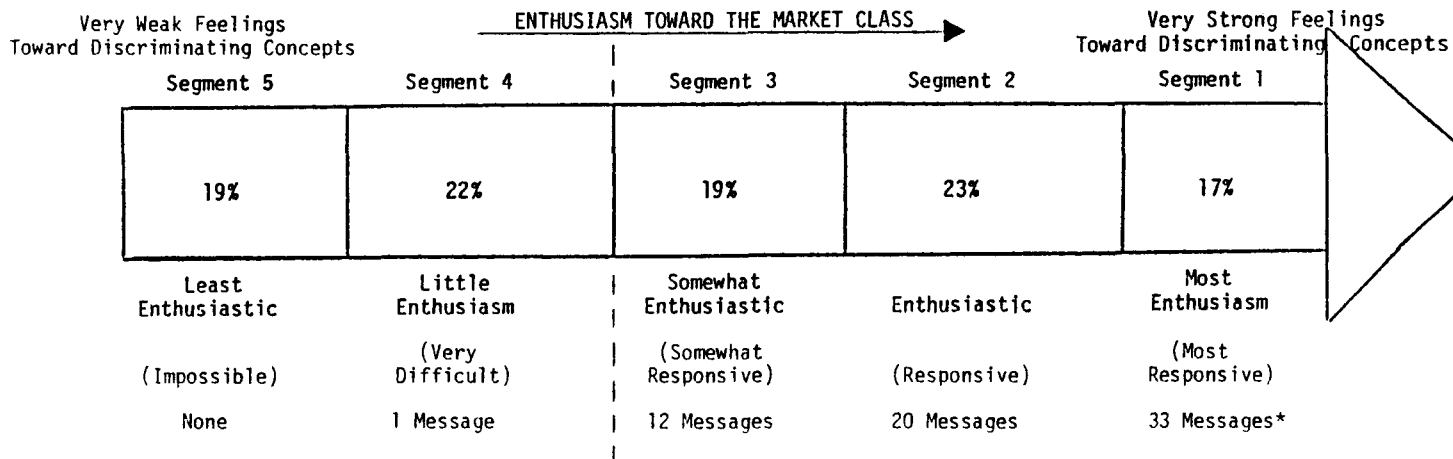 Very Weak Feelings
Toward Discriminating Concepts
ENTHUSIASM TOWARD THE MARKET CLASS
Very Strong Feelings
Toward Discriminating Concepts
Segment 5
Segment 4
Segment 3
Segment 2
Segment 1
19%
22%
19%
23%
17%
Least
Enthusiastic
Little
Enthusiasm
Somewhat
Enthusiastic
Enthusiastic
Most
Enthusiasm
(Impossible)
(Very
Difficult)
(Somewhat
Responsive)
(Responsive)
(Most
Responsive)
None
1 Message
12 Messages
20 Messages
33 Messages*